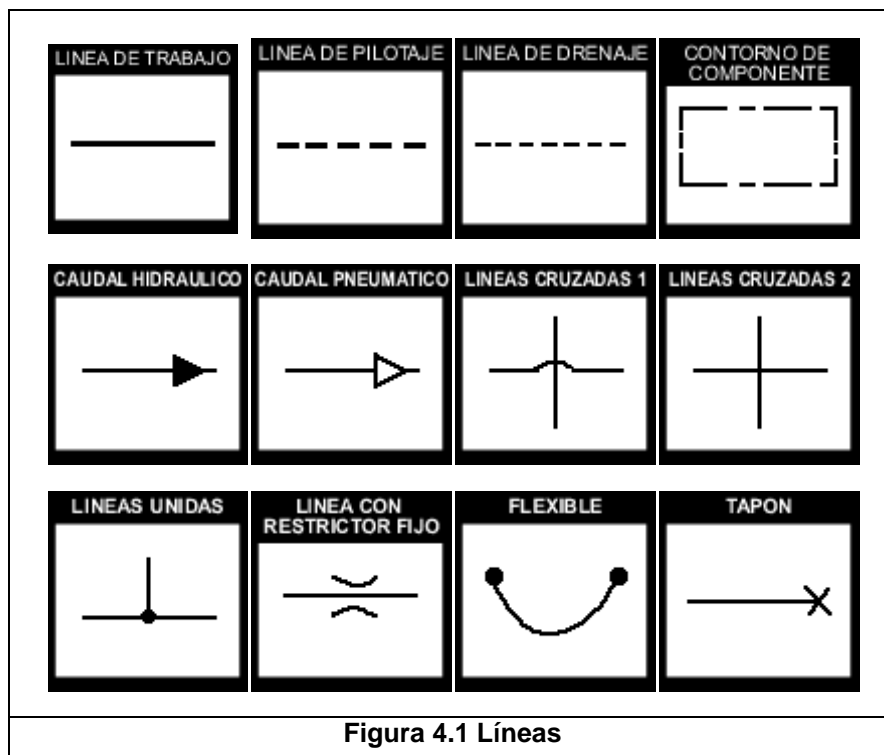 LINEA DE TRABAJO
LINEA DE PILOTAJE
LINEA DE DRENAJE
CONTORNO DE
COMPONENTE
CAUDAL HIDRAULICO
CAUDAL PNEUMATICO
LINEAS CRUZADAS 1
LINEAS CRUZADAS 2
LINEAS UNIDAS
LINEA CON
RESTRICTOR FIJO
FLEXIBLE
TAPON
Figura 4.1 Líneas